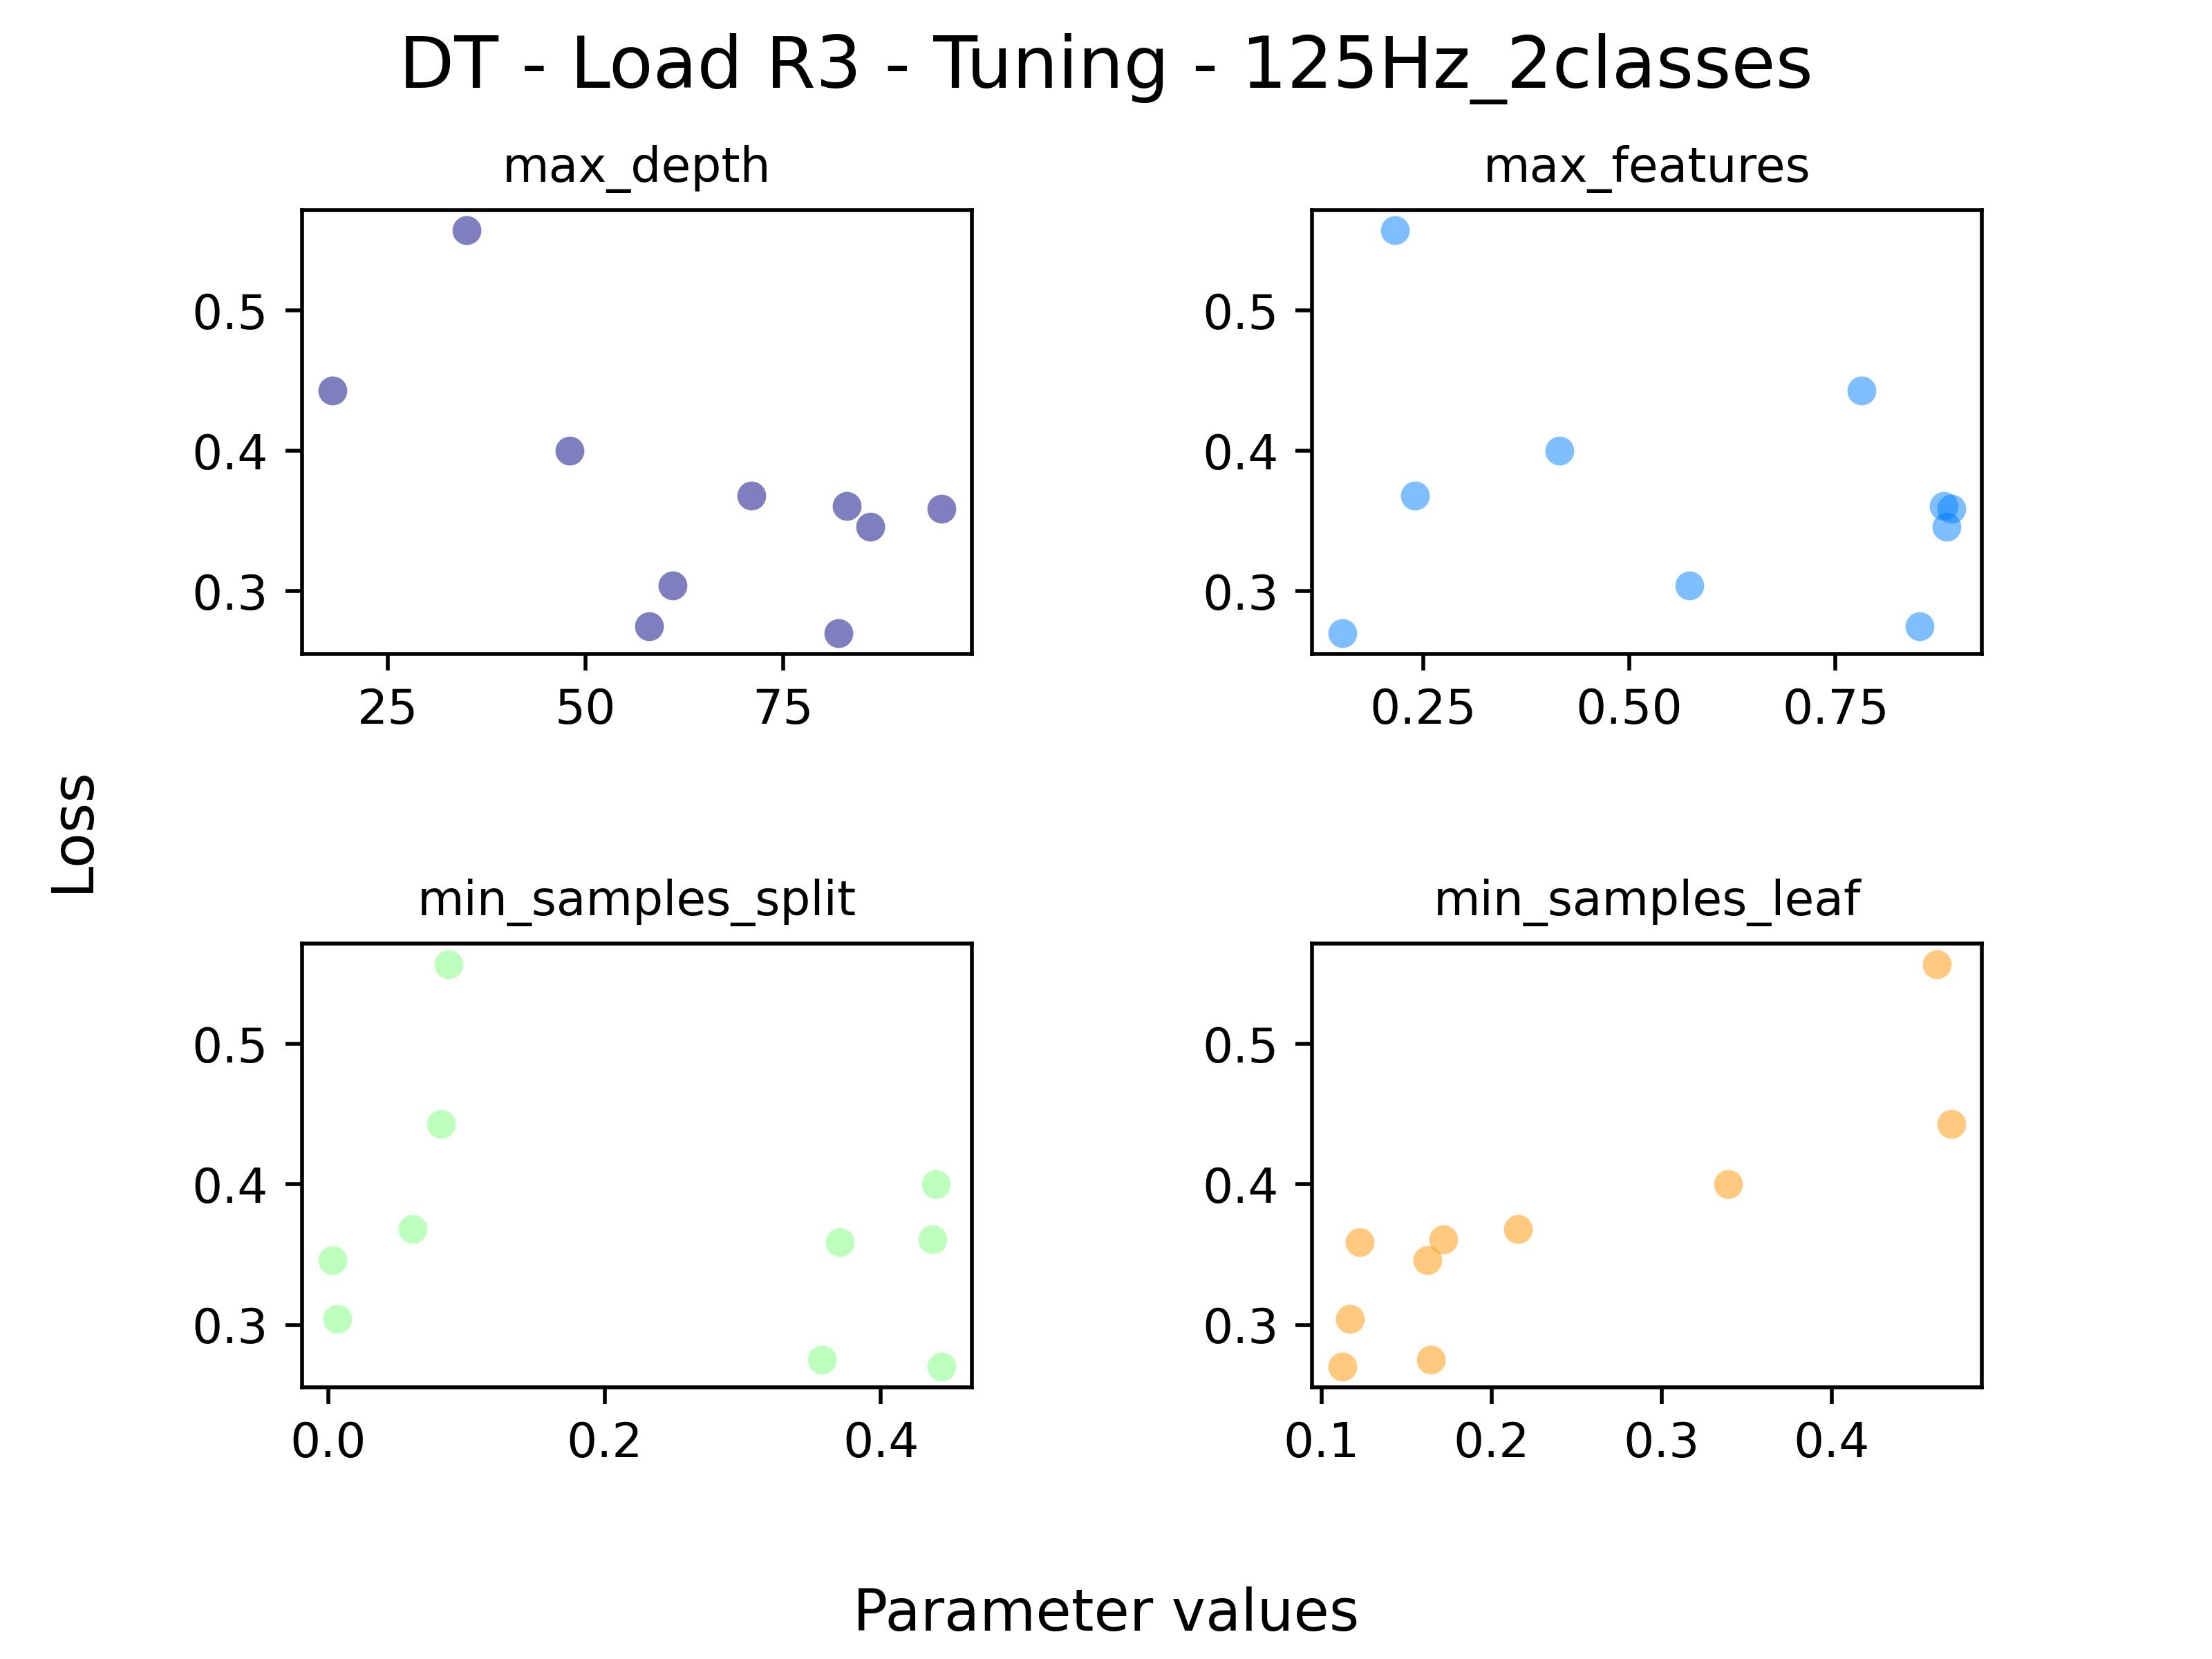 DT - Load R3 - Tuning - 125Hz_2classes
max_depth
max_features
0.5
0.4
0.3
25 50 75
0.5
0.4
0.3
0.25 0.50 0.75
Loss
min_samples_split
min_samples_leaf
0.5
0.4
0.3
0.0 0.2 0.4
0.5
0.4
0.3
0.1 0.2 0.3 0.4
Parameter values